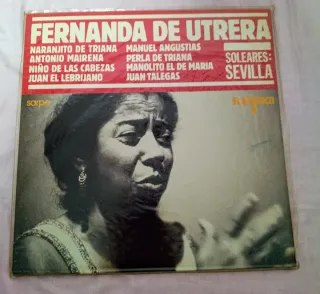 FERNANDA DE UTRERA
NARANJITO DE TRIANA MANUEL ANGUSTIAS
ANTONIO MAIRENA PERLA DE TRIANA
NIÑO DE LAS CABEZAS MANOLITO EL DE MARIA
JUAN EL LEBRIJANO JUAN TALEGAS
SOLEARES:
SEVILLA
sarpe